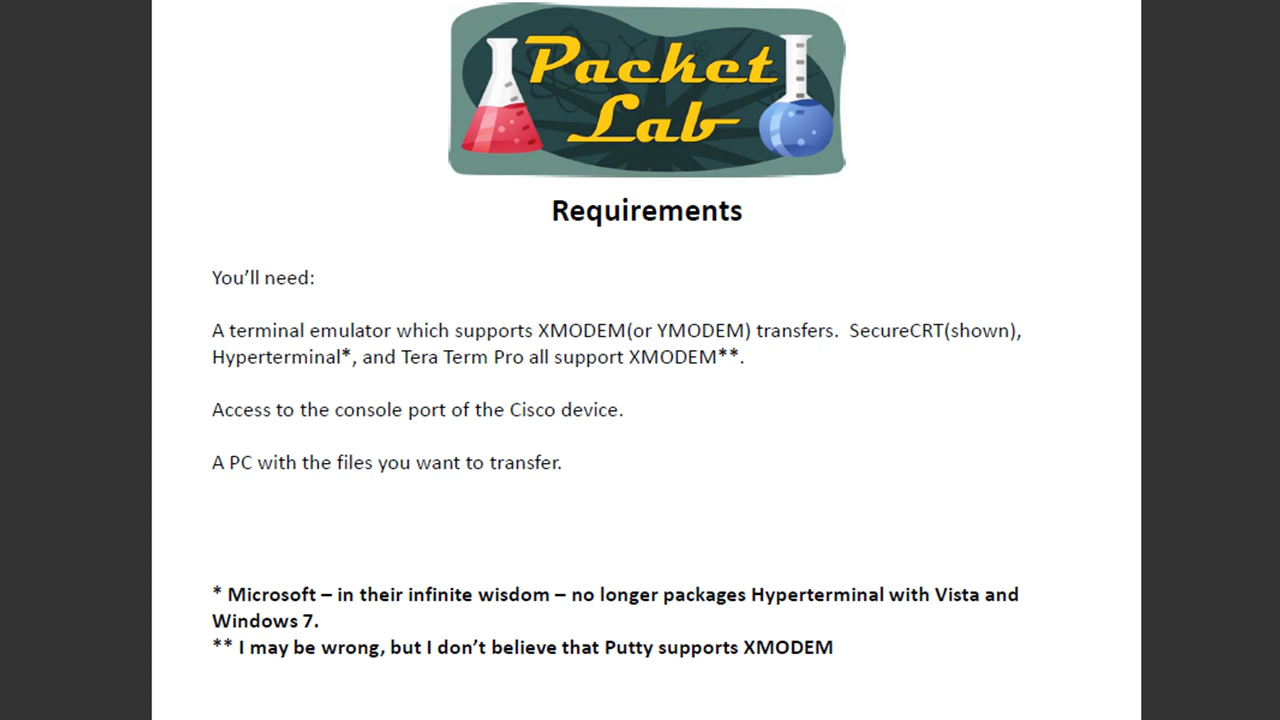 Packet
Lab
Requirements
You’ll need:
A terminal emulator which supports XMODEM(or YMODEM) transfers.  SecureCRT(shown),
Hyperterminal*, and Tera Term Pro all support XMODEM**.
Access to the console port of the Cisco device.
A PC with the files you want to transfer.
* Microsoft – in their infinite wisdom – no longer packages Hyperterminal with Vista and
Windows 7.
** I may be wrong, but I don’t believe that Putty supports XMODEM